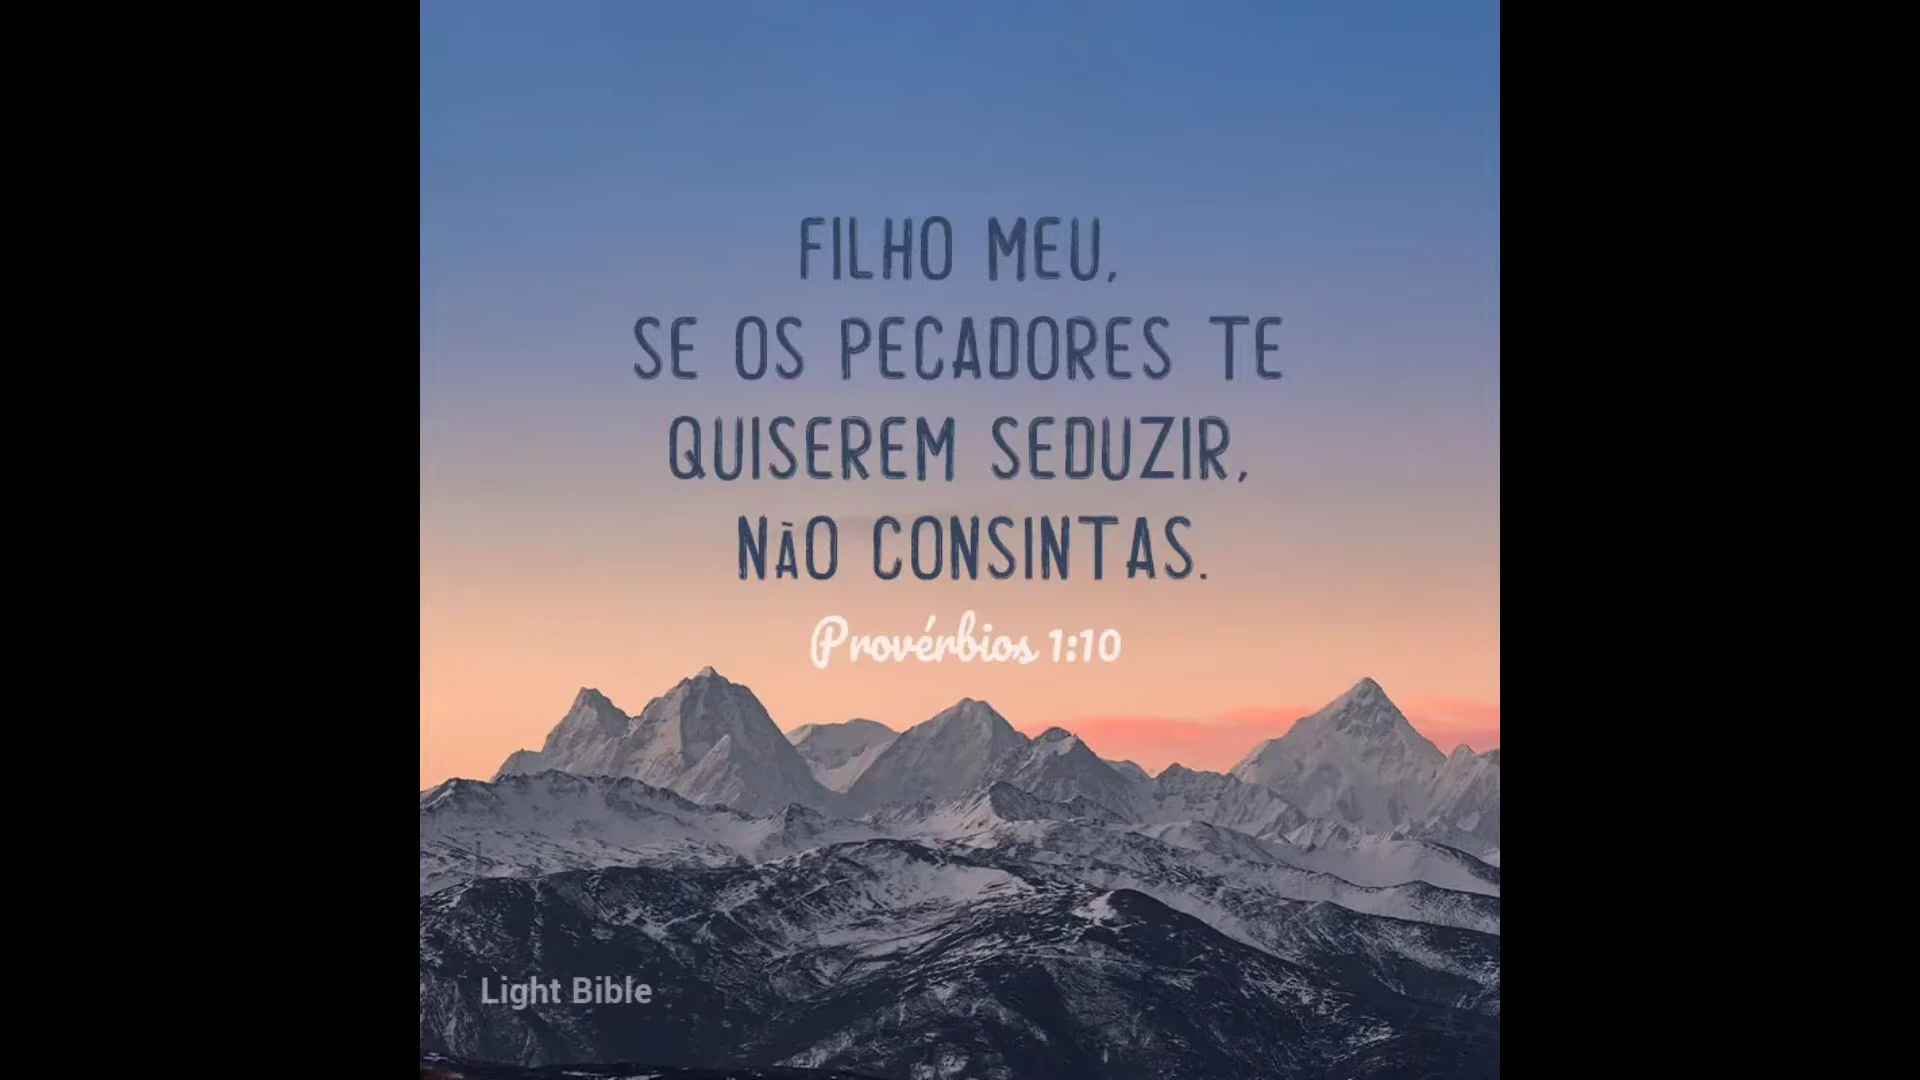 FILHO MEU,
SE OS PECADORES TE
QUISEREM SEDUZIR,
NÃO CONSINTAS.
Provérbios 1:10
Light Bible